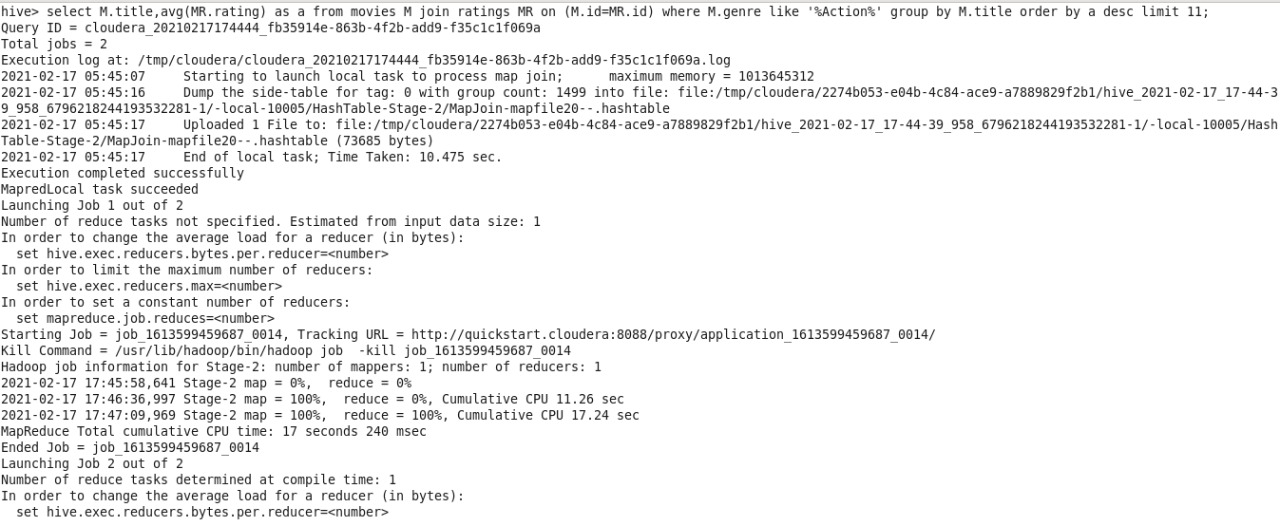 hive> select M.title,avg(MR.rating) as a from movies M join ratings MR on (M.id=MR.id) where M.genre like '%Action%' group by M.title order by a desc limit 11;
Query ID = cloudera_20210217174444_fb35914e-863b-4f2b-add9-f35c1c1f069a
Total jobs = 2
Execution log at: /tmp/cloudera/cloudera_20210217174444_fb35914e-863b-4f2b-add9-f35c1c1f069a.log
2021-02-17 05:45:07     Starting to launch local task to process map join;      maximum memory = 1013645312
2021-02-17 05:45:16     Dump the side-table for tag: 0 with group count: 1499 into file: file:/tmp/cloudera/2274b053-e04b-4c84-ace9-a7889829f2b1/hive_2021-02-17_17-44-3
9_958_6796218244193532281-1/-local-10005/HashTable-Stage-2/MapJoin-mapfile20--.hashtable
2021-02-17 05:45:17     Uploaded 1 File to: file:/tmp/cloudera/2274b053-e04b-4c84-ace9-a7889829f2b1/hive_2021-02-17_17-44-39_958_6796218244193532281-1/-local-10005/Hash
Table-Stage-2/MapJoin-mapfile20--.hashtable (73685 bytes)
2021-02-17 05:45:17     End of local task; Time Taken: 10.475 sec.
Execution completed successfully
MapredLocal task succeeded
Launching Job 1 out of 2
Number of reduce tasks not specified. Estimated from input data size: 1
In order to change the average load for a reducer (in bytes):
  set hive.exec.reducers.bytes.per.reducer=<number>
In order to limit the maximum number of reducers:
  set hive.exec.reducers.max=<number>
In order to set a constant number of reducers:
  set mapreduce.job.reduces=<number>
Starting Job = job_1613599459687_0014, Tracking URL = http://quickstart.cloudera:8088/proxy/application_1613599459687_0014/
Kill Command = /usr/lib/hadoop/bin/hadoop job  -kill job_1613599459687_0014
Hadoop job information for Stage-2: number of mappers: 1; number of reducers: 1
2021-02-17 17:45:58,641 Stage-2 map = 0%,  reduce = 0%
2021-02-17 17:46:36,997 Stage-2 map = 100%,  reduce = 0%, Cumulative CPU 11.26 sec
2021-02-17 17:47:09,969 Stage-2 map = 100%,  reduce = 100%, Cumulative CPU 17.24 sec
MapReduce Total cumulative CPU time: 17 seconds 240 msec
Ended Job = job_1613599459687_0014
Launching Job 2 out of 2
Number of reduce tasks determined at compile time: 1
In order to change the average load for a reducer (in bytes):
  set hive.exec.reducers.bytes.per.reducer=<number>